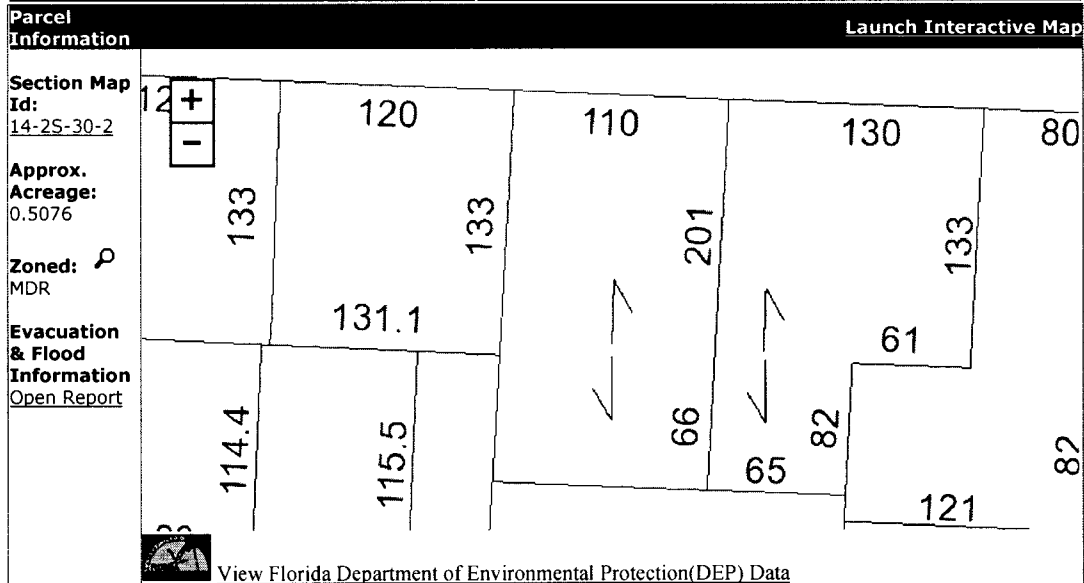 Parcel
Information
Launch Interactive Map
Section Map
Id:
14-2S-30-2
Approx.
Acreage:
0.5076
Zoned:
MDR
Evacuation
& Flood
Information
Open Report
+
−
120
110
130
80
133
133
201
133
131.1
61
114.4
115.5
66
82
65
82
121
View Florida Department of Environmental Protection(DEP) Data